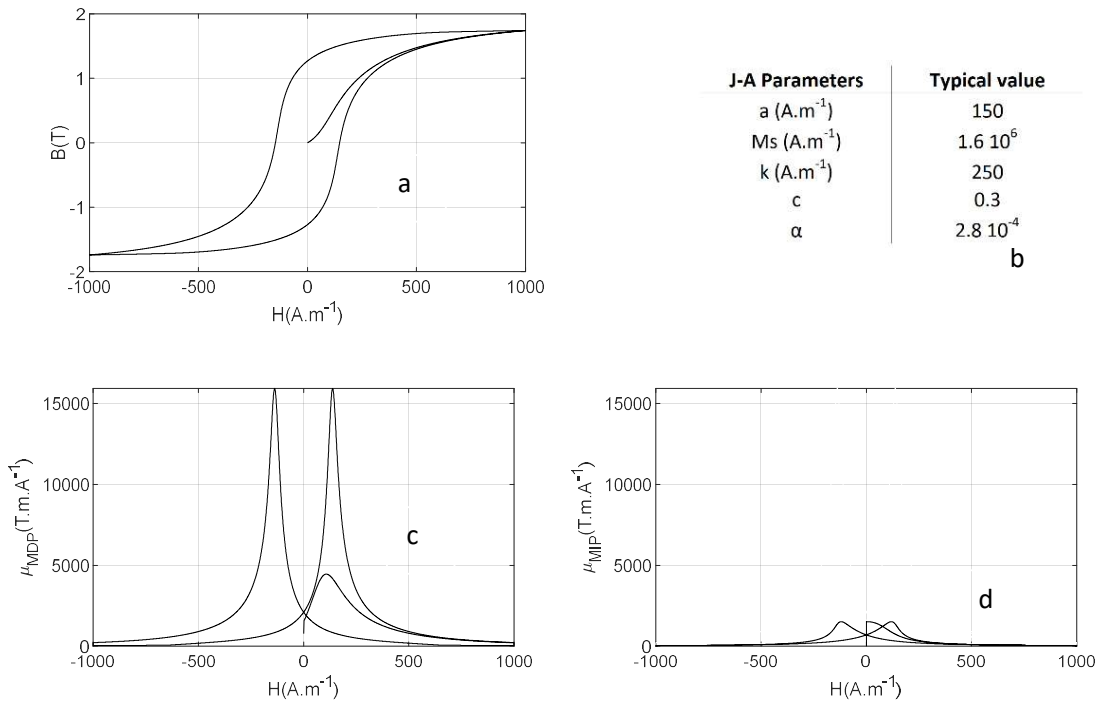 2
1
0
-1
-2
B(T)
a
-1000 -500 0 500 1000
H(A.m⁻¹)
J-A Parameters Typical value
a (A.m⁻¹) 150
Ms (A.m⁻¹) 1.6 10⁶
k (A.m⁻¹) 250
c 0.3
α 2.8 10⁻⁴
b
15000
10000
5000
0
μMDP(T.m.A⁻¹)
c
-1000 -500 0 500 1000
H(A.m⁻¹)
15000
10000
5000
0
μMIP(T.m.A⁻¹)
d
-1000 -500 0 500 1000
H(A.m⁻¹)